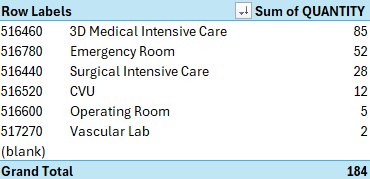 Row Labels Sum of QUANTITY
516460 3D Medical Intensive Care 85
516780 Emergency Room 52
516440 Surgical Intensive Care 28
516520 CVU 12
516600 Operating Room 5
517270 Vascular Lab 2
(blank)
Grand Total 184